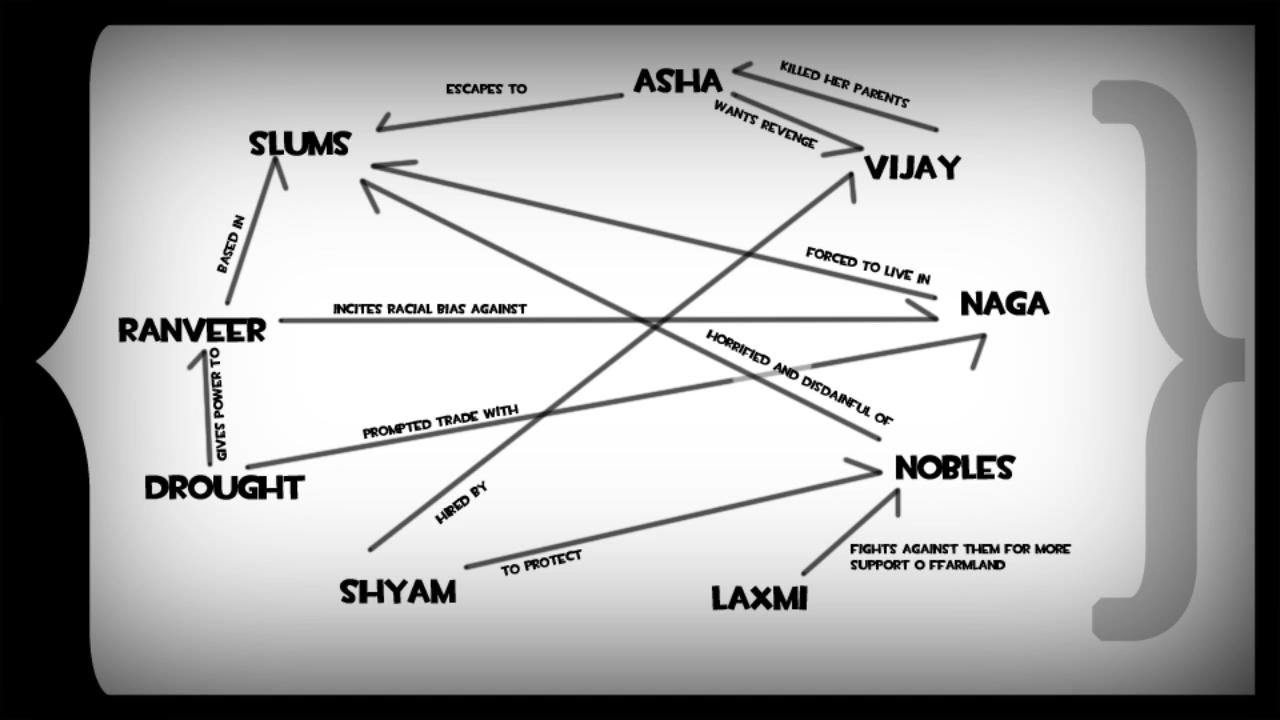 ASHA
KILLED HER PARENTS
ESCAPES TO
WANTS REVENGE
SLUMS
VIJAY
BASED IN
FORCED TO LIVE IN
NAGA
INCITES RACIAL BIAS AGAINST
RANVEER
HORRIFIED AND DISDAINFUL OF
GIVES POWER TO
PROMPTED TRADE WITH
NOBLES
DROUGHT
HIRED BY
FIGHTS AGAINST THEM FOR MORE
SUPPORT O FFARMLAND
TO PROTECT
SHYAM
LAXMI